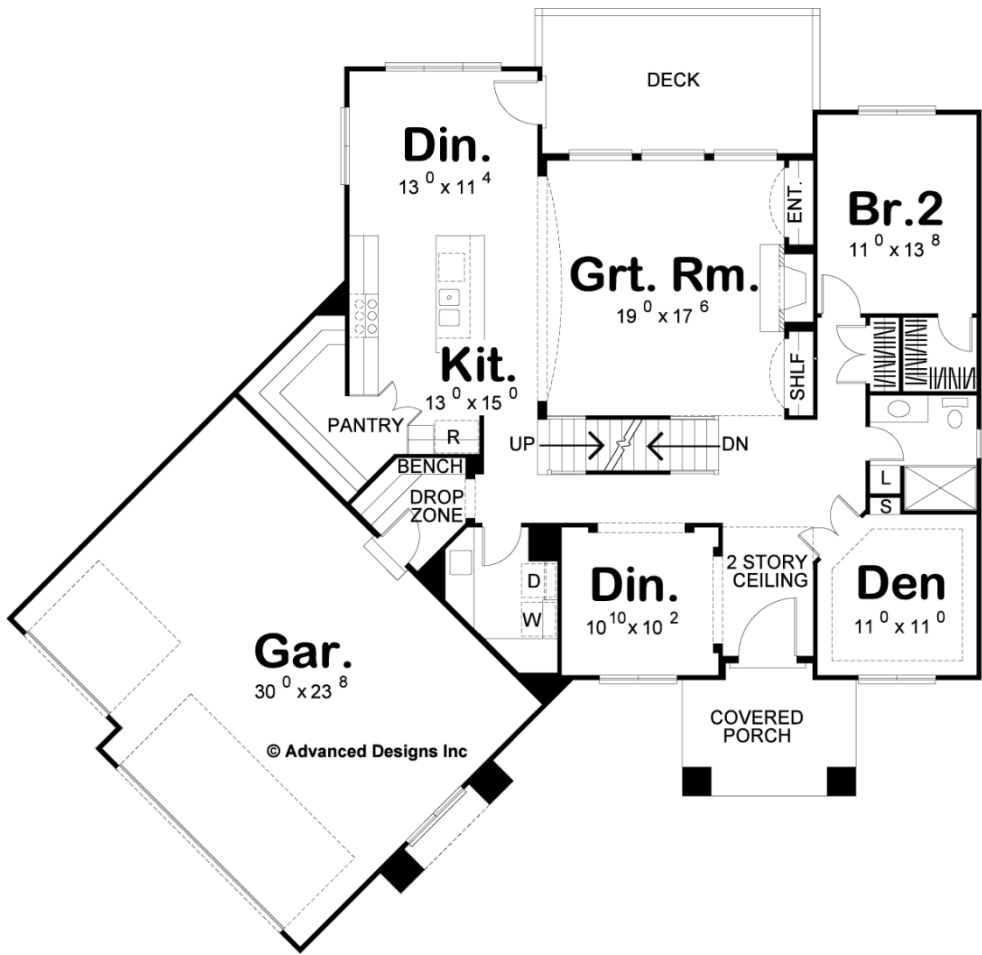 DECK
Din.
13 0 x 11 4
ENT.
Br.2
11 0 x 13 8
Grt. Rm.
19 0 x 17 6
SHLF
Kit.
13 0 x 15 0
PANTRY
R
UP
DN
BENCH
DROP
ZONE
L
S
2 STORY
CEILING
D
W
Din.
10 10 x 10 2
Den
11 0 x 11 0
Gar.
30 0 x 23 8
COVERED
PORCH
© Advanced Designs Inc